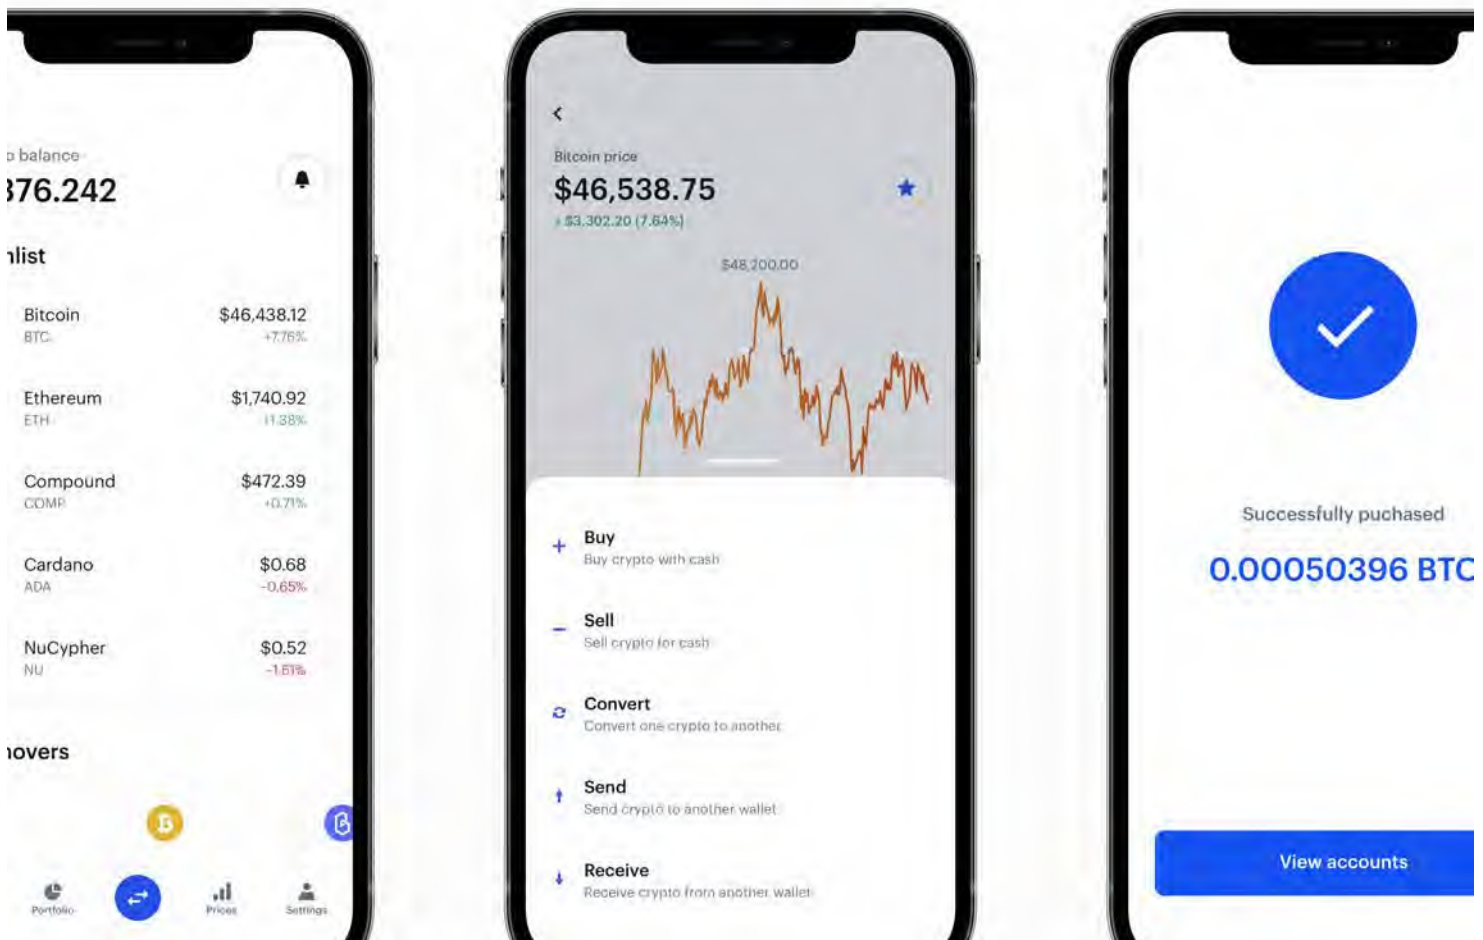 balance
376.242
hlist
Bitcoin $46,438.12
BTC +7.76%
Ethereum $1,740.92
ETH +1.38%
Compound $472.39
COMP +0.71%
Cardano $0.68
ADA -0.65%
NuCypher $0.52
NU -1.61%
novers
Portfolio Prices Settings
Bitcoin price
$46,538.75
$3,302.20 (7.64%)
$48,200.00
Buy
Buy crypto with cash
Sell
Sell crypto for cash
Convert
Convert one crypto to another
Send
Send crypto to another wallet
Receive
Receive crypto from another wallet
Successfully puchased
0.00050396 BTC
View accounts